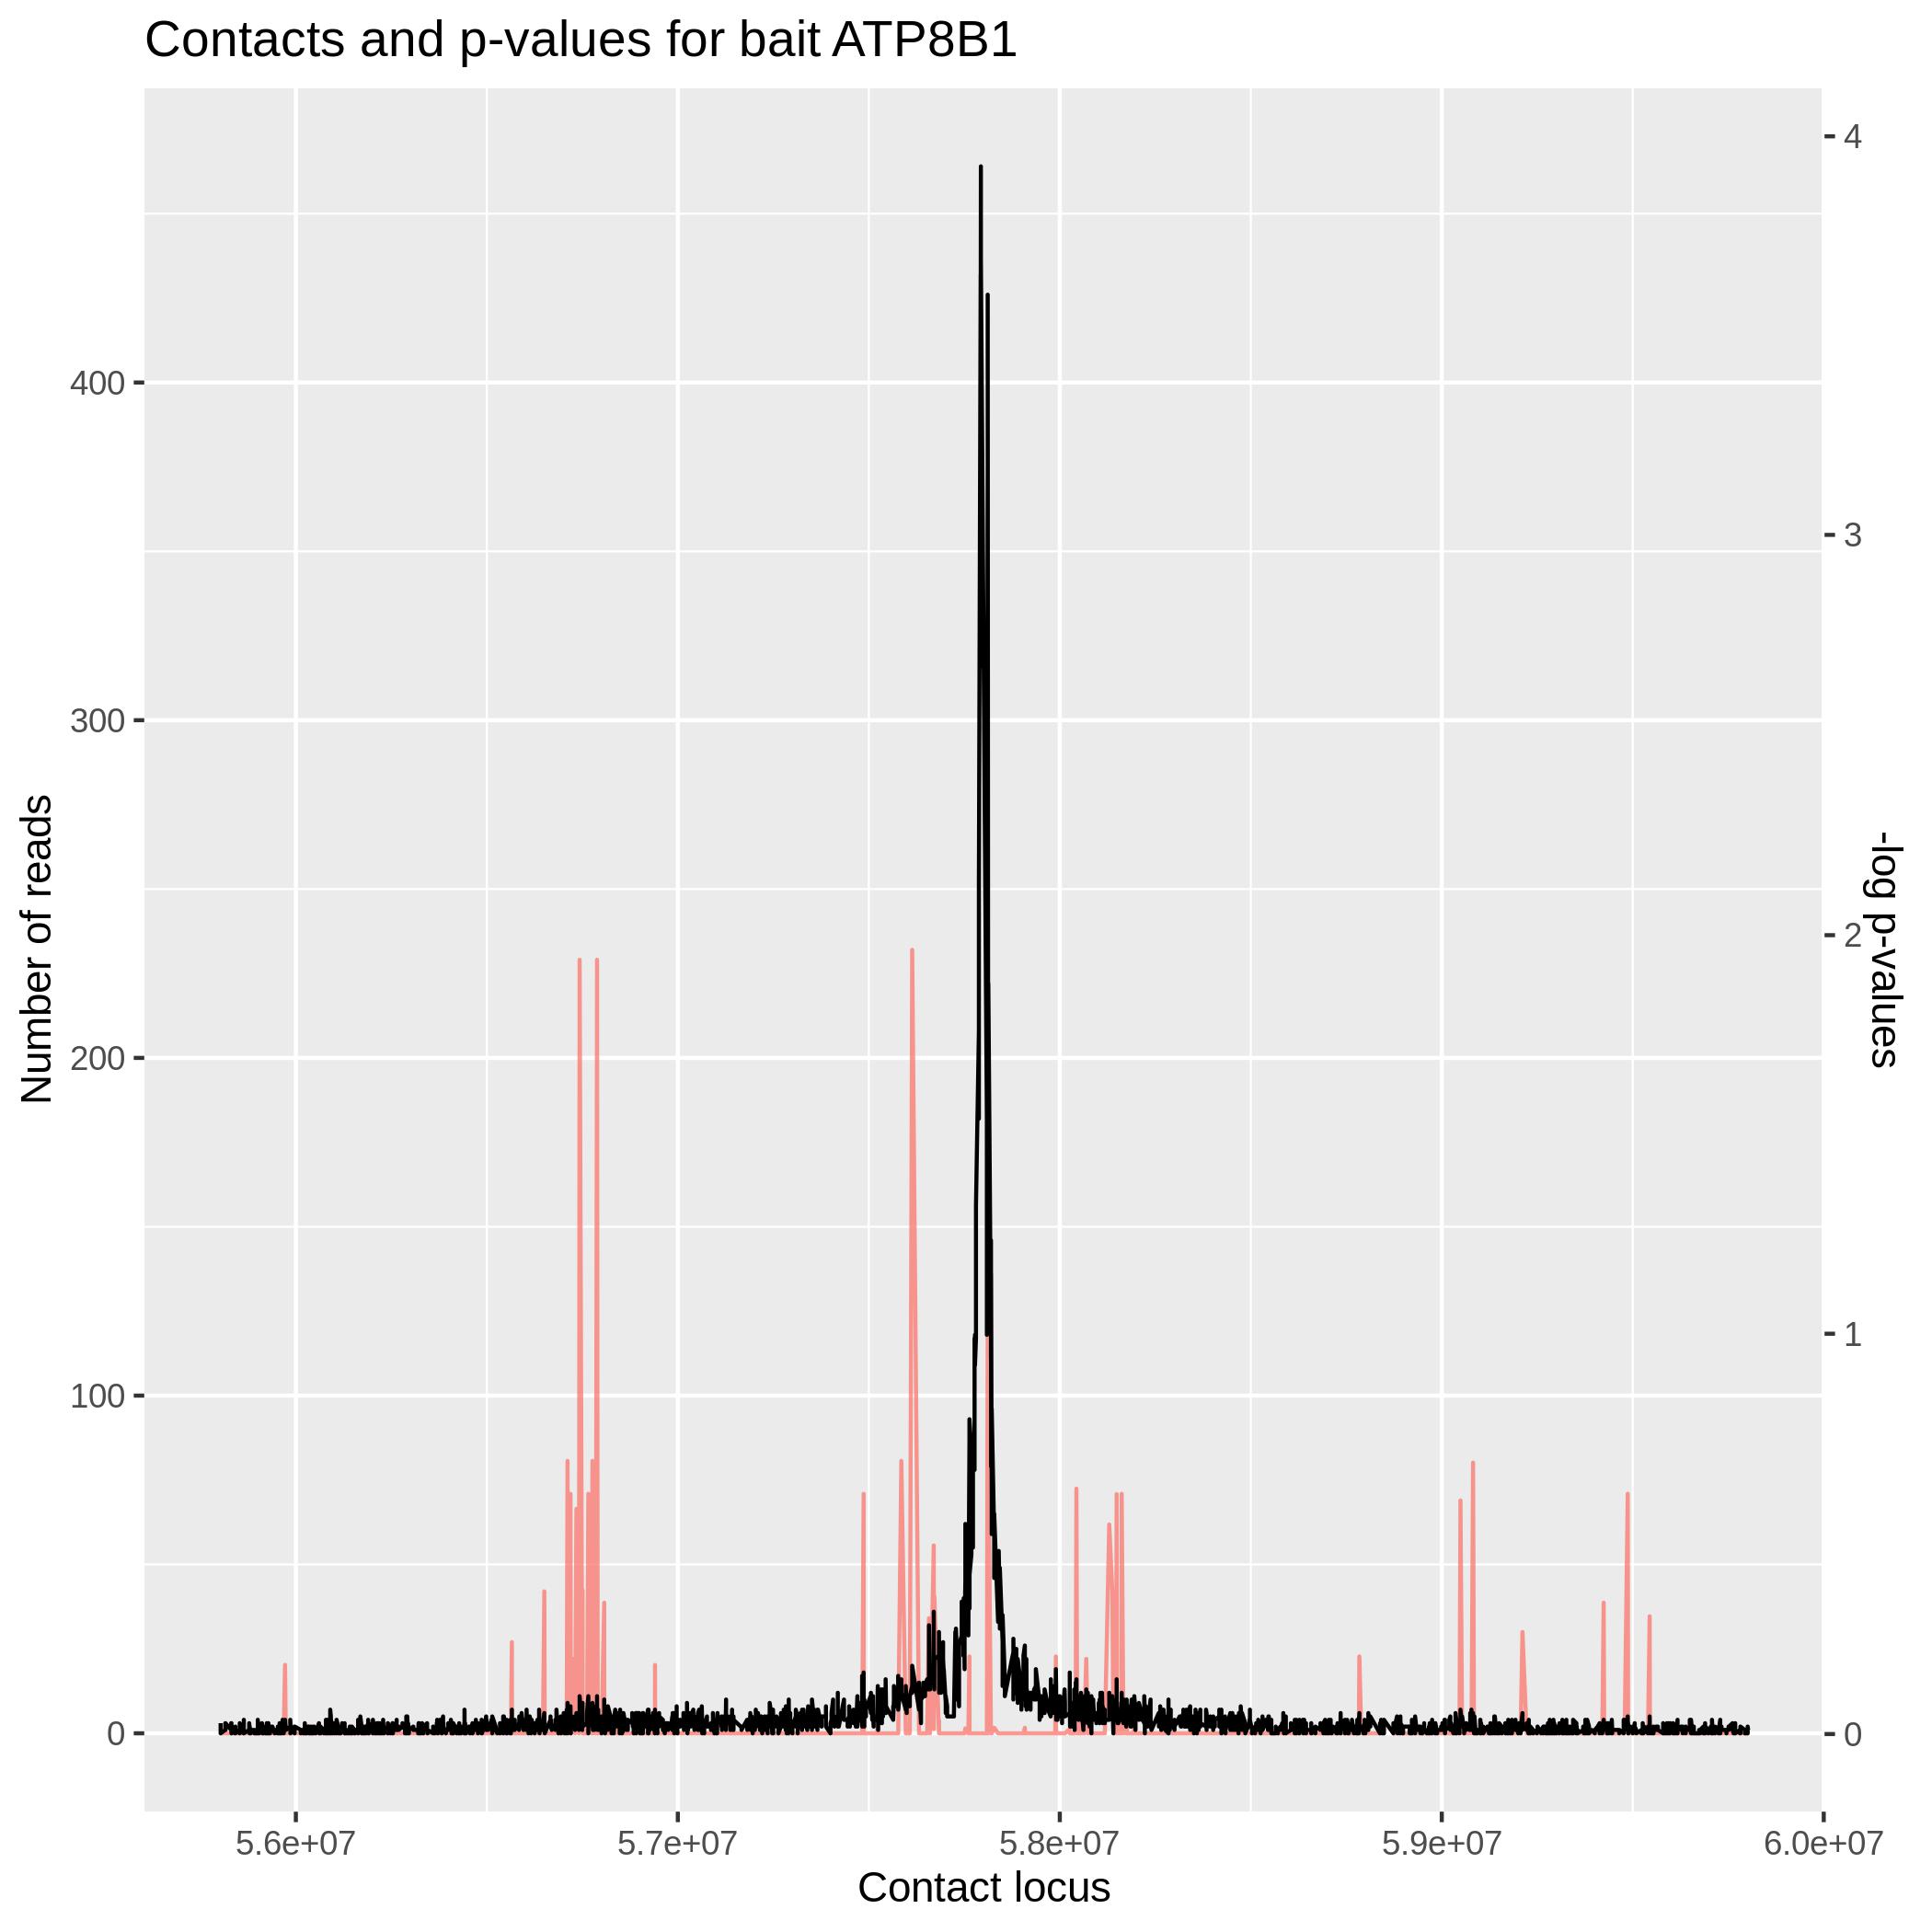 Contacts and p-values for bait ATP8B1
Number of reads
400
300
200
100
0
4
3
2
1
0
-log p-values
5.6e+07
5.7e+07
5.8e+07
5.9e+07
6.0e+07
Contact locus